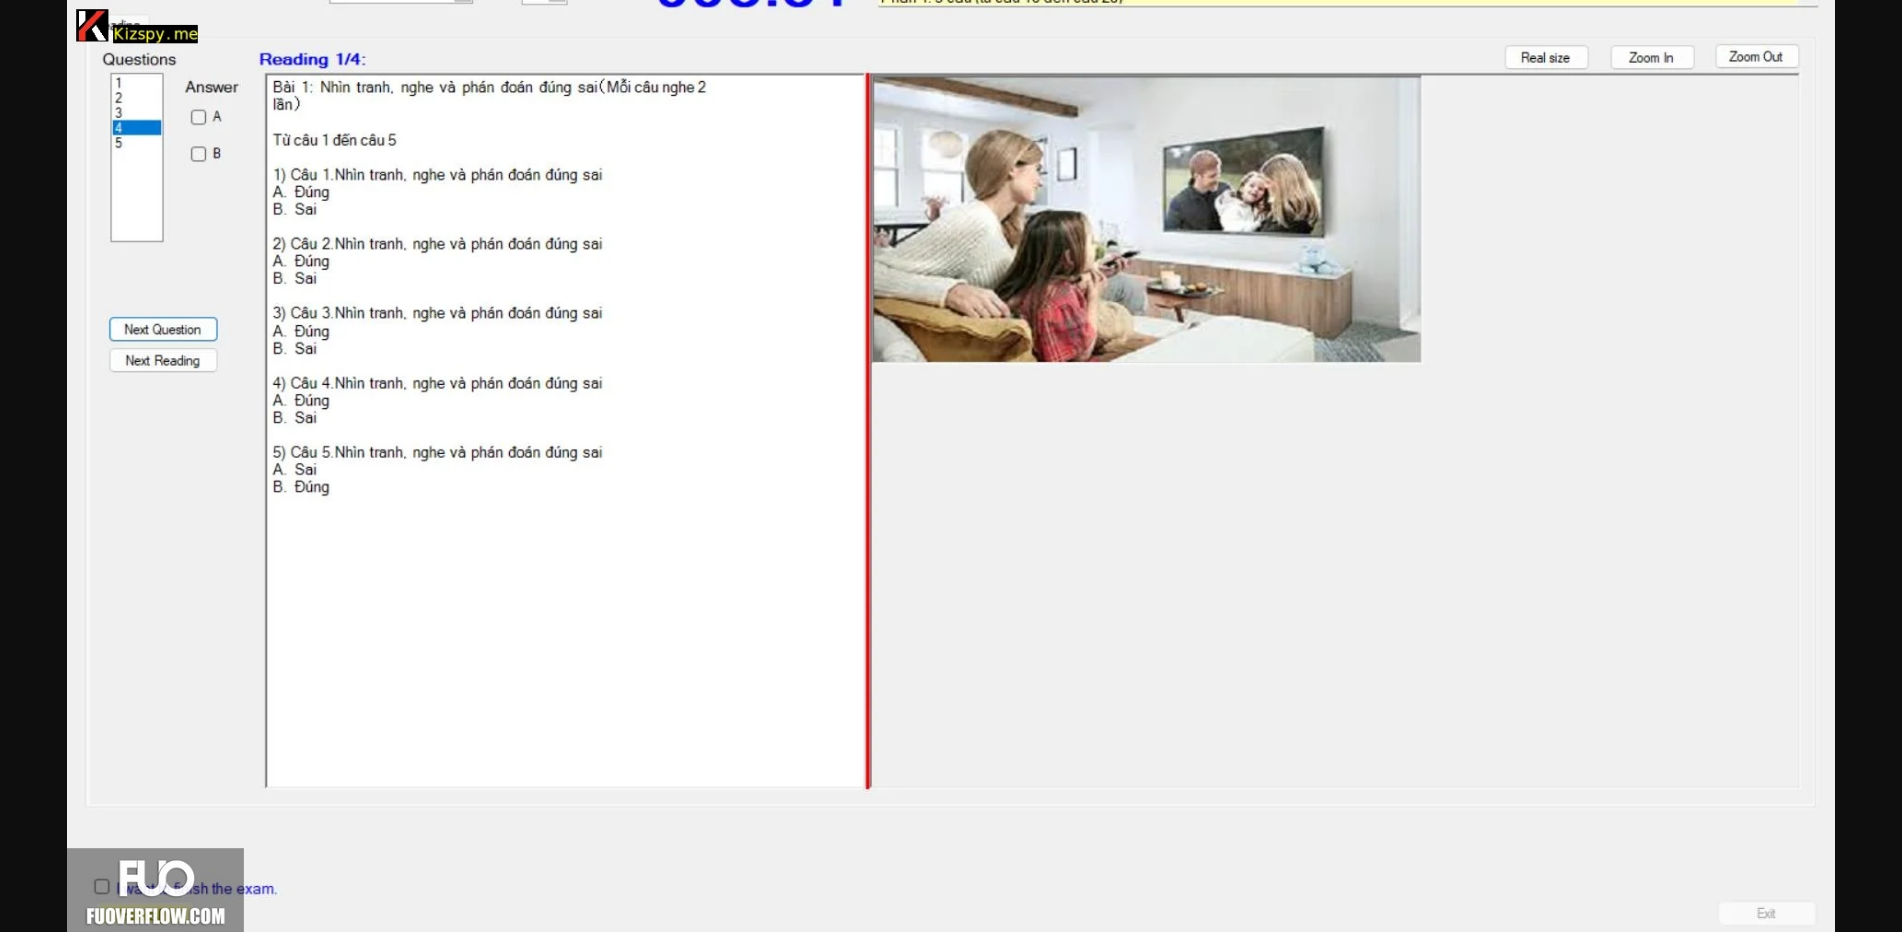 Kizspy.me
Questions
Reading 1/4:
Real size
Zoom In
Zoom Out
1
2
3
4
5
Answer
A
B
Next Question
Next Reading
Bài 1: Nhìn tranh, nghe và phán đoán đúng sai(Mỗi câu nghe 2
lần)
Từ câu 1 đến câu 5
1) Câu 1.Nhìn tranh, nghe và phán đoán đúng sai
A. Đúng
B. Sai
2) Câu 2.Nhìn tranh, nghe và phán đoán đúng sai
A. Đúng
B. Sai
3) Câu 3.Nhìn tranh, nghe và phán đoán đúng sai
A. Đúng
B. Sai
4) Câu 4.Nhìn tranh, nghe và phán đoán đúng sai
A. Đúng
B. Sai
5) Câu 5.Nhìn tranh, nghe và phán đoán đúng sai
A. Sai
B. Đúng
FUO
finish the exam.
FUOVERFLOW.COM
Exit